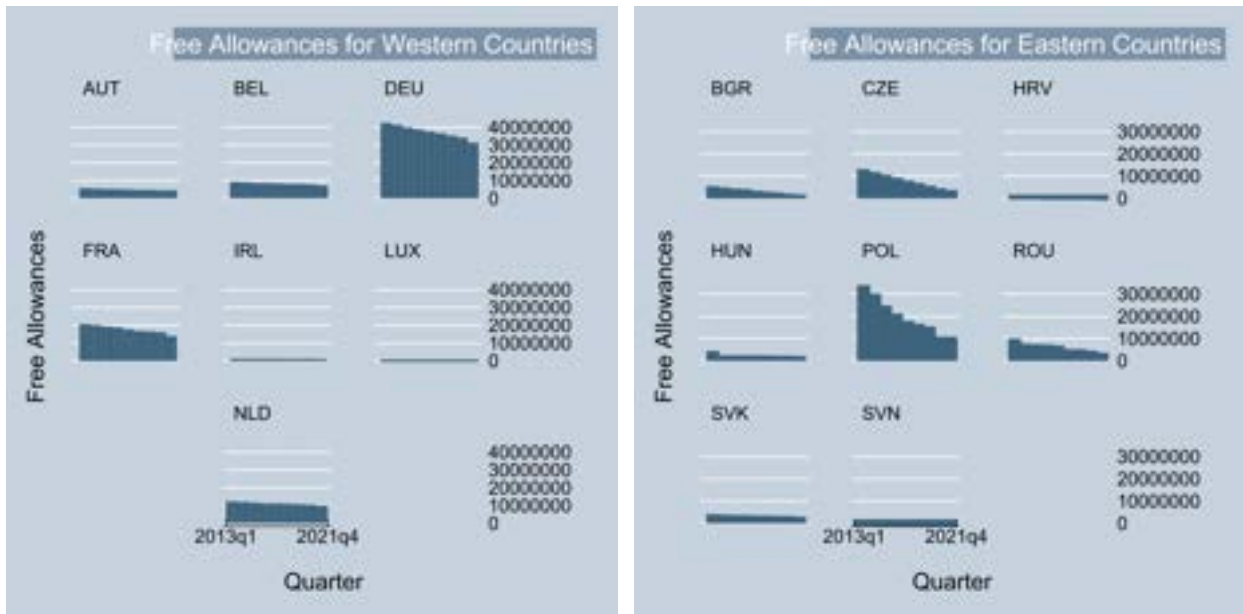 Free Allowances for Western Countries
AUT BEL DEU
40000000
30000000
20000000
10000000
0
FRA IRL LUX
40000000
30000000
20000000
10000000
0
NLD
40000000
30000000
20000000
10000000
0
2013q1 2021q4
Free Allowances
Quarter
Free Allowances for Eastern Countries
BGR CZE HRV
30000000
20000000
10000000
0
HUN POL ROU
30000000
20000000
10000000
0
SVK SVN
30000000
20000000
10000000
0
2013q1 2021q4
Free Allowances
Quarter